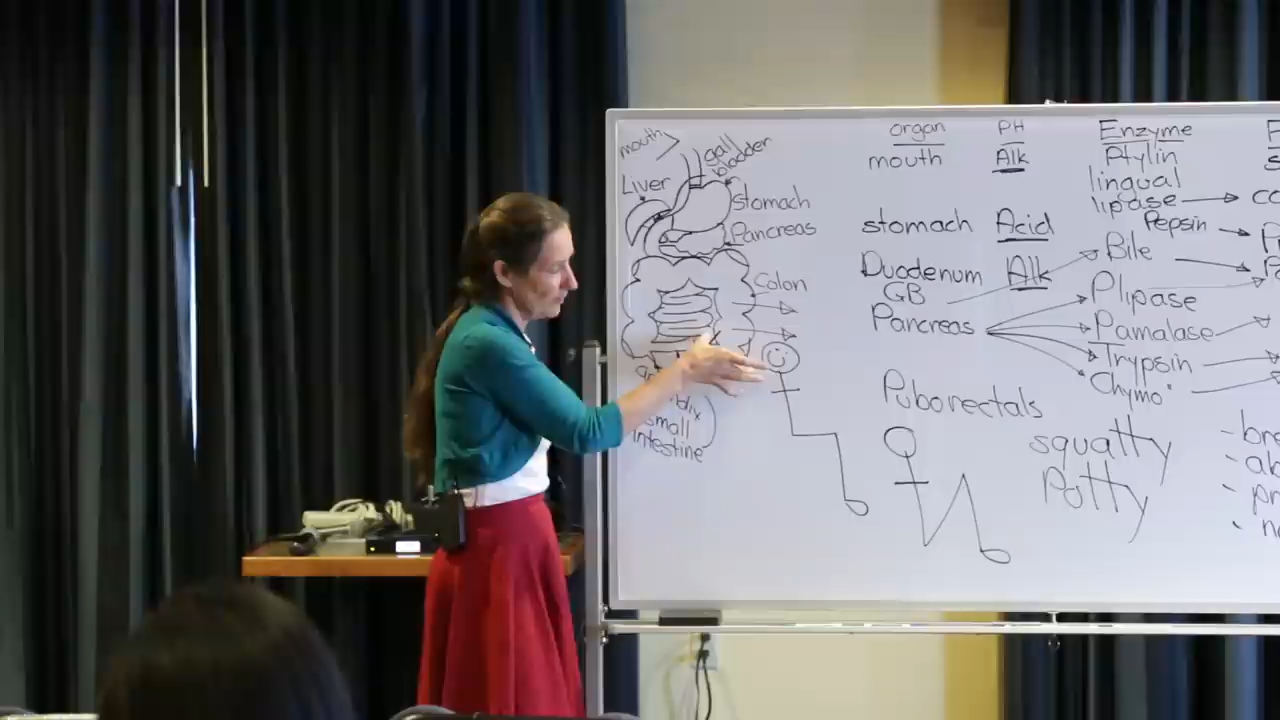 mouth
gall
bladder
Liver
stomach
Pancreas
Colon
small
intestine
organ PH Enzyme
mouth Alk Ptylin
lingual
lipase
stomach Acid Pepsin
Duodenum Alk Bile
GB
Pancreas Plipase
Pamalase
Trypsin
Chymo'
Puborectals
squatty
Potty